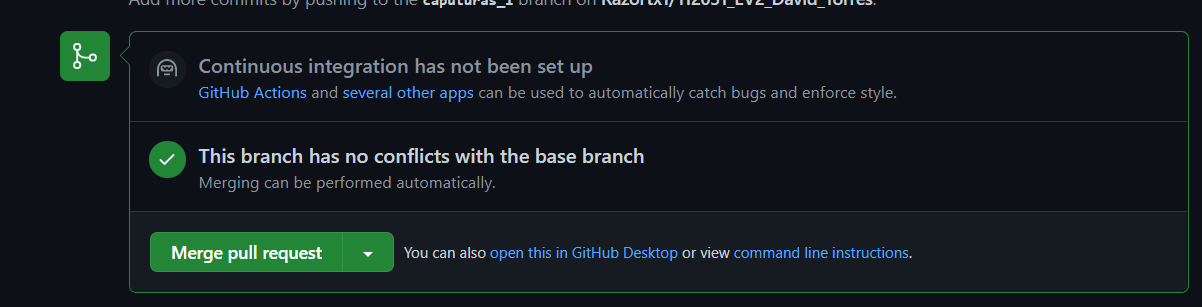 Add more commits by pushing to the caputuras_1 branch on
Continuous integration has not been set up
GitHub Actions and several other apps can be used to automatically catch bugs and enforce style.
This branch has no conflicts with the base branch
Merging can be performed automatically.
Merge pull request
You can also open this in GitHub Desktop or view command line instructions.